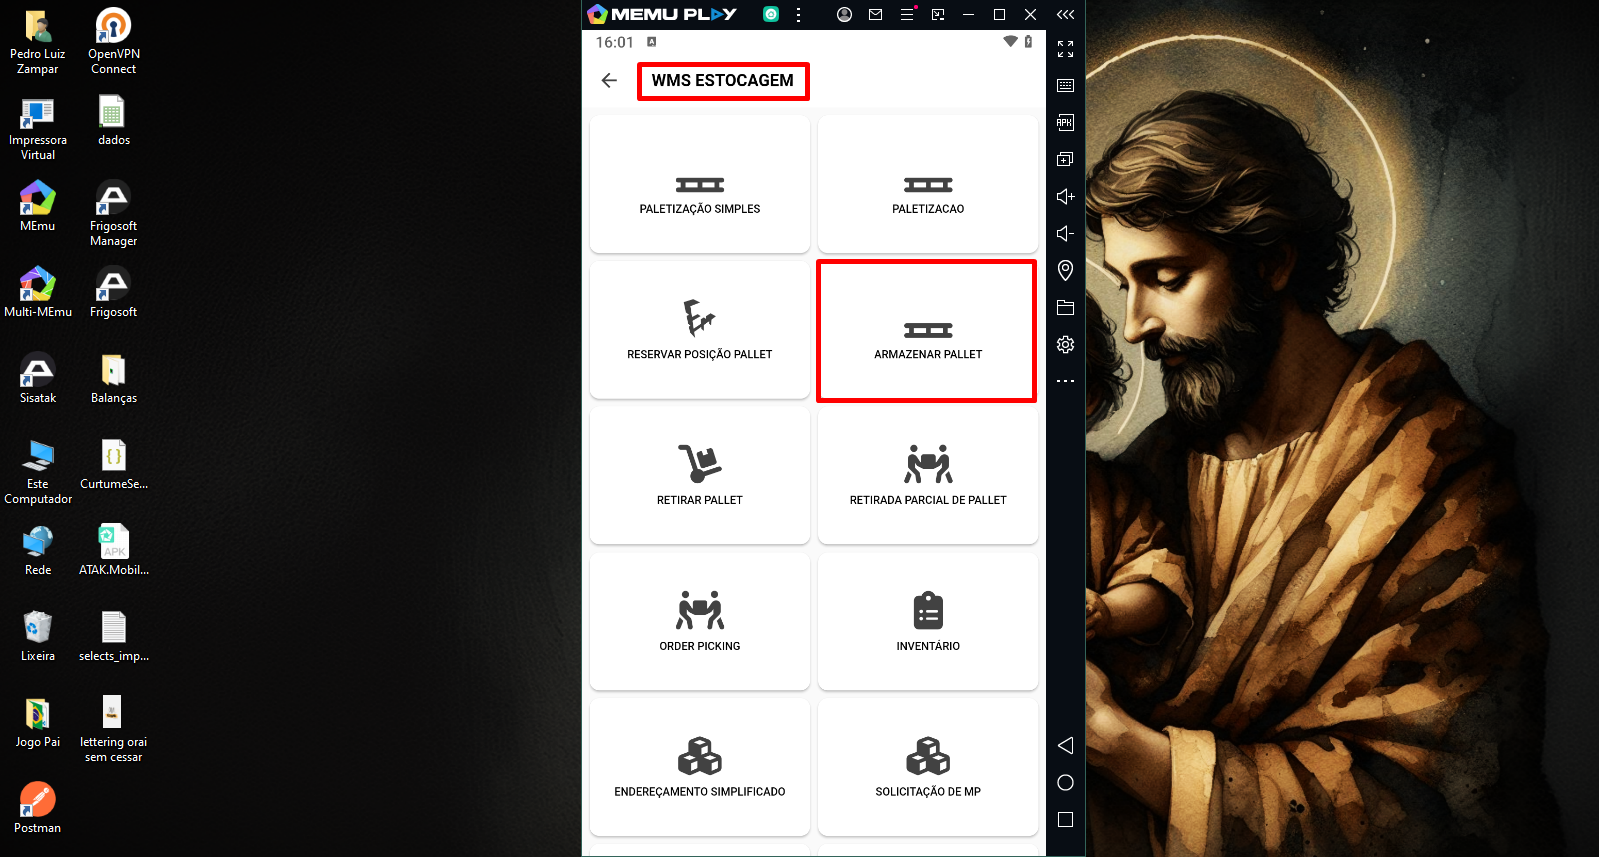 Pedro Luiz
Zampar
OpenVPN
Connect
Impressora
Virtual
dados
MEmu
Frigosoft
Manager
Multi-MEmu
Frigosoft
Sisatak
Balanças
Este
Computador
CurtumeSe...
Rede
APK
ATAK.Mobil...
Lixeira
selects_imp...
Jogo Pai
lettering orai
sem cessar
Postman
MEMU PLAY
16:01
WMS ESTOCAGEM
PALETIZAÇÃO SIMPLES
PALETIZACAO
RESERVAR POSIÇÃO PALLET
ARMAZENAR PALLET
RETIRAR PALLET
RETIRADA PARCIAL DE PALLET
ORDER PICKING
INVENTÁRIO
ENDEREÇAMENTO SIMPLIFICADO
SOLICITAÇÃO DE MP
APK